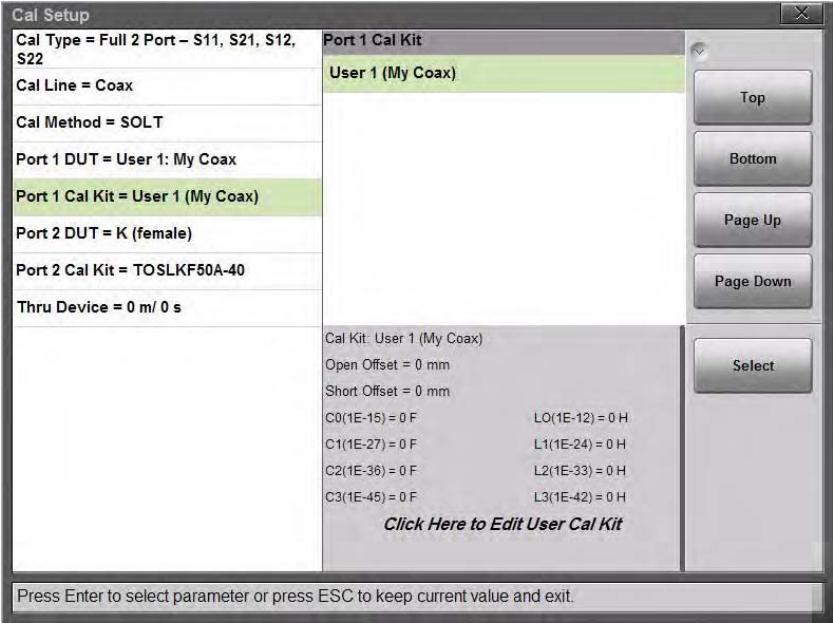 Cal Setup
Cal Type = Full 2 Port – S11, S21, S12,
S22
Cal Line = Coax
Cal Method = SOLT
Port 1 DUT = User 1: My Coax
Port 1 Cal Kit = User 1 (My Coax)
Port 2 DUT = K (female)
Port 2 Cal Kit = TOSLKF50A-40
Thru Device = 0 m/ 0 s
Port 1 Cal Kit
User 1 (My Coax)
Cal Kit: User 1 (My Coax)
Open Offset = 0 mm
Short Offset = 0 mm
C0(1E-15) = 0 F LO(1E-12) = 0 H
C1(1E-27) = 0 F L1(1E-24) = 0 H
C2(1E-36) = 0 F L2(1E-33) = 0 H
C3(1E-45) = 0 F L3(1E-42) = 0 H
Click Here to Edit User Cal Kit
Top
Bottom
Page Up
Page Down
Select
Press Enter to select parameter or press ESC to keep current value and exit.